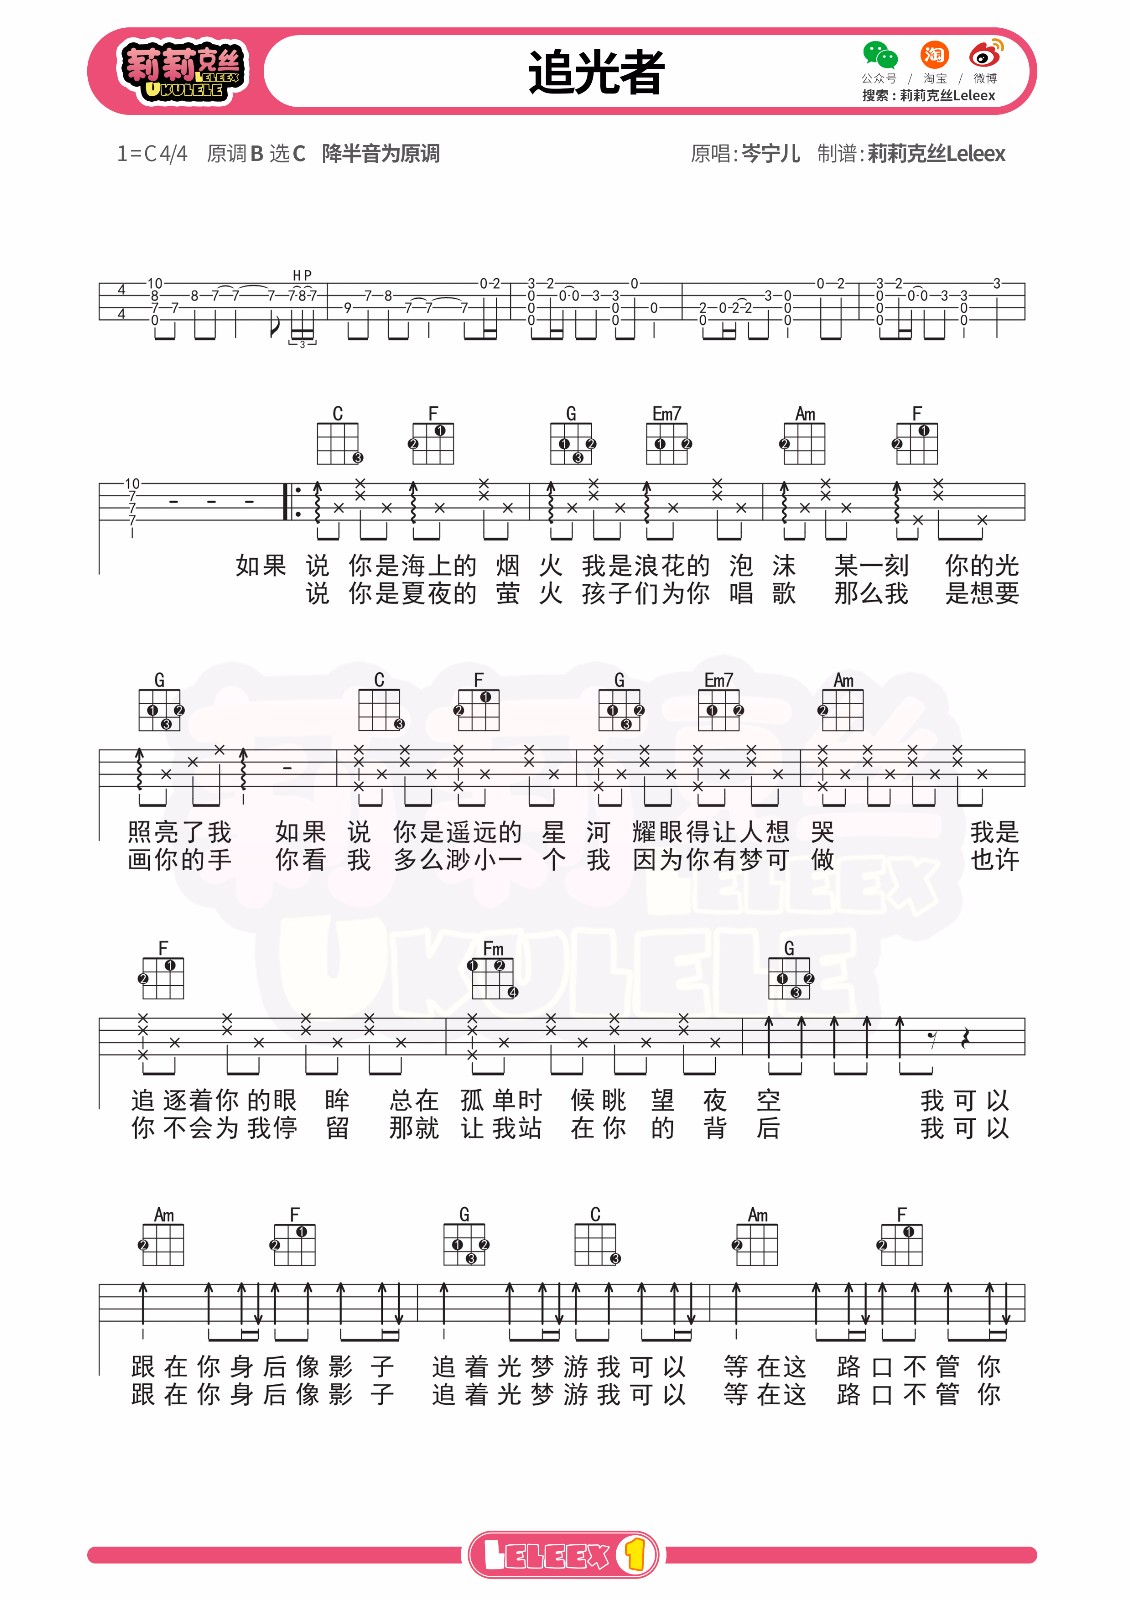 莉莉克丝
LELEEX
UKULELE
追光者
公众号 / 淘宝 / 微博
搜索：莉莉克丝Leleex
1=C 4/4 原调B 选C 降半音为原调
原唱：岑宁儿 制谱：莉莉克丝Leleex
H P
C F G Em7 Am F
如果 说 你是海上的 烟 火 我是浪花的 泡 沫 某一刻 你的光
说 你是夏夜的 萤 火 孩子们为你 唱 歌 那么我 是想要
G C F G Em7 Am
照亮了我 如果 说 你是遥远的 星 河 耀眼得让人想 哭 我是
画你的手 你看 我 多么渺小一 个 我 因为你有梦可 做 也许
F Fm G
追 逐着你 的眼 眸 总在 孤 单时 候 眺 望 夜 空 我 可 以
你 不会为 我停 留 那就 让 我站 在 你 的 背 后 我 可 以
Am F G C Am F
跟 在 你 身 后 像 影 子 追 着 光 梦 游 我 可 以 等 在 这 路 口 不 管 你
跟 在 你 身 后 像 影 子 追 着 光 梦 游 我 可 以 等 在 这 路 口 不 管 你
LELEEX 1